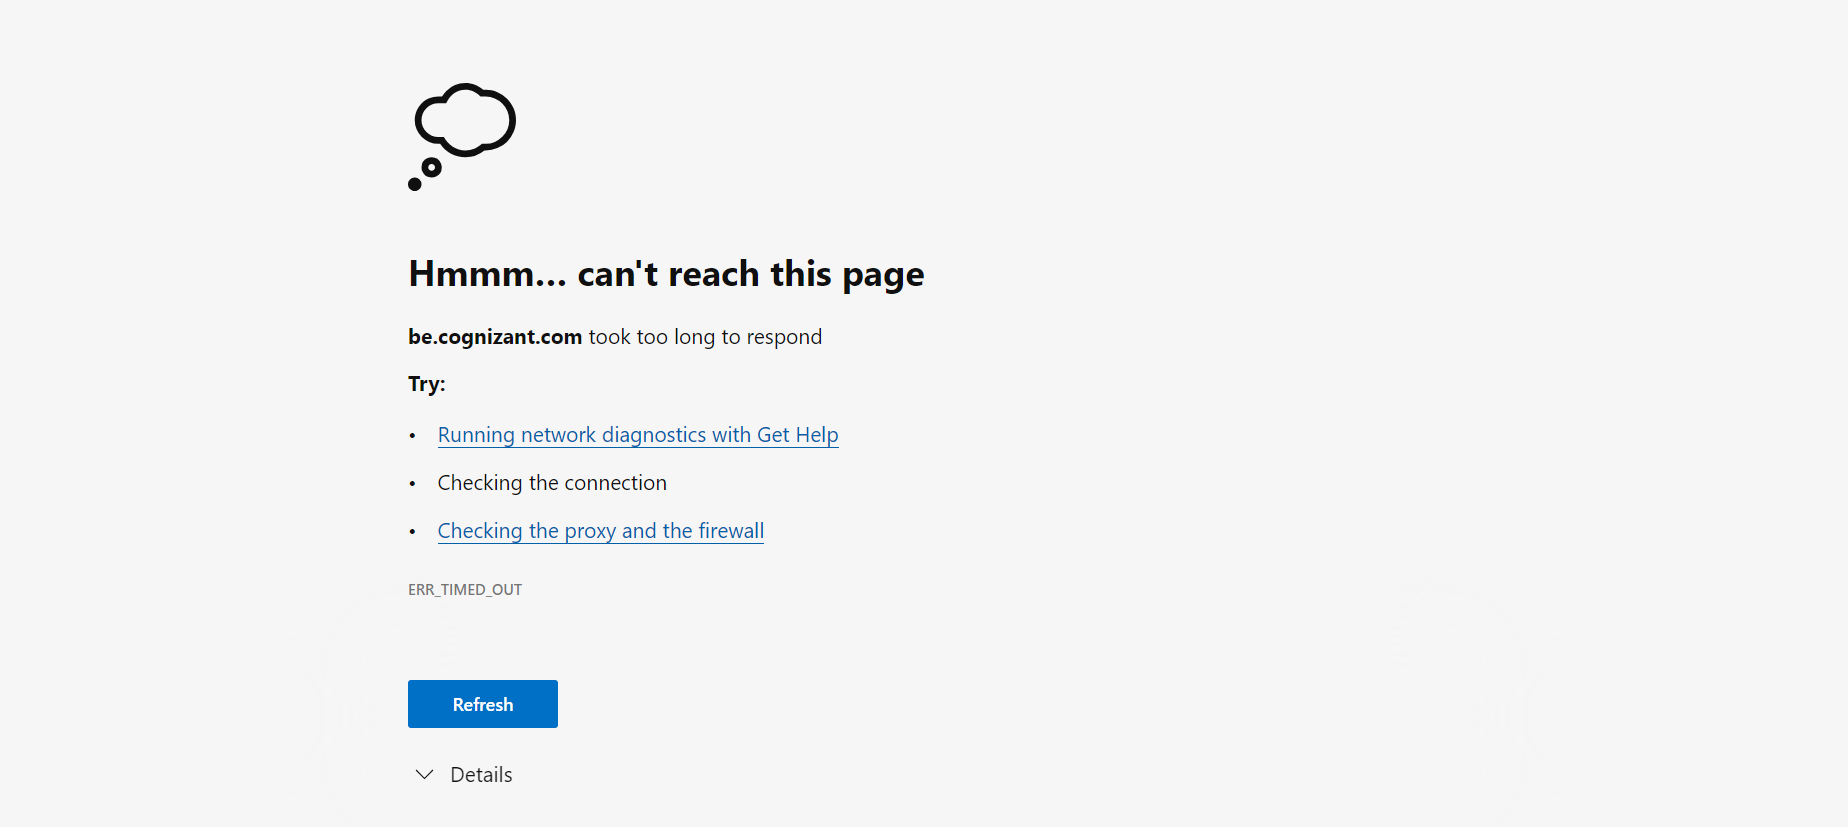 Hmmm... can't reach this page
be.cognizant.com took too long to respond
Try:
• Running network diagnostics with Get Help
• Checking the connection
• Checking the proxy and the firewall
ERR_TIMED_OUT
Refresh
Details